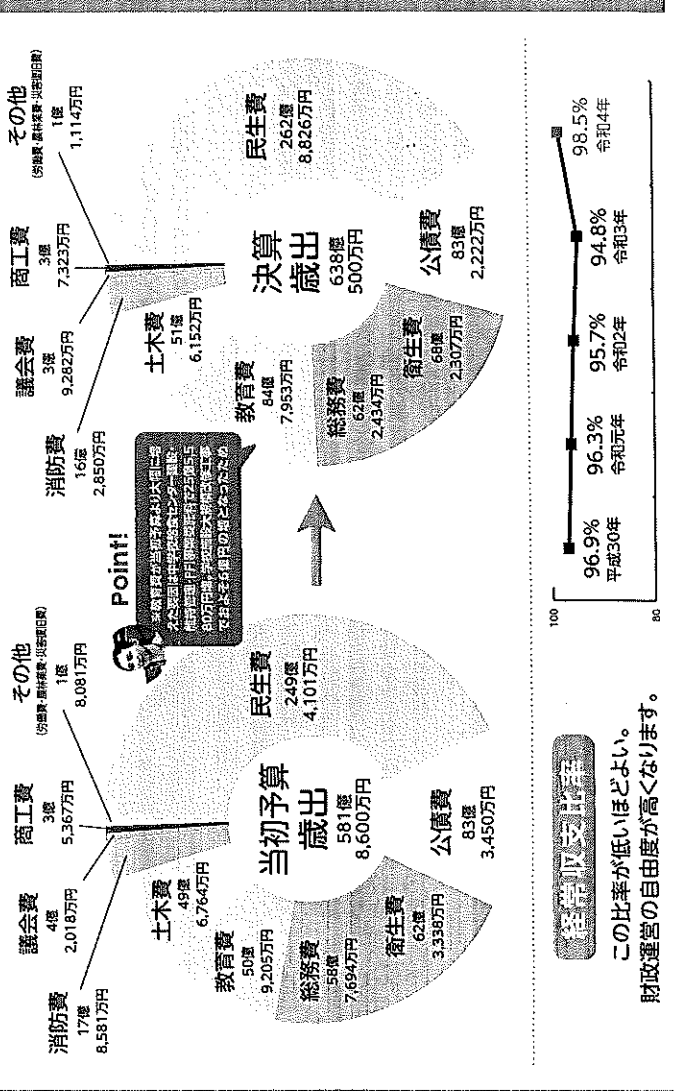 当初予算
歳出
581億
8,600万円
民生費
249億
4,101万円
公債費
83億
3,450万円
衛生費
62億
3,338万円
総務費
58億
7,694万円
教育費
50億
9,205万円
土木費
49億
6,764万円
消防費
17億
8,581万円
議会費
4億
2,018万円
商工費
3億
5,367万円
その他
(労働費・農林業費・災害復旧費)
1億
8,081万円
Point!
決算
歳出
638億
500万円
民生費
262億
8,826万円
公債費
83億
2,222万円
衛生費
68億
2,307万円
総務費
62億
2,434万円
教育費
84億
7,953万円
土木費
51億
6,152万円
消防費
16億
2,850万円
議会費
3億
9,282万円
商工費
3億
7,323万円
その他
(労働費・農林業費・災害復旧費)
1億
1,114万円
経常収支比率
この比率が低いほどよい。
財政運営の自由度が高くなります。
100
80
96.9%
平成30年
96.3%
令和元年
95.7%
令和2年
94.8%
令和3年
98.5%
令和4年